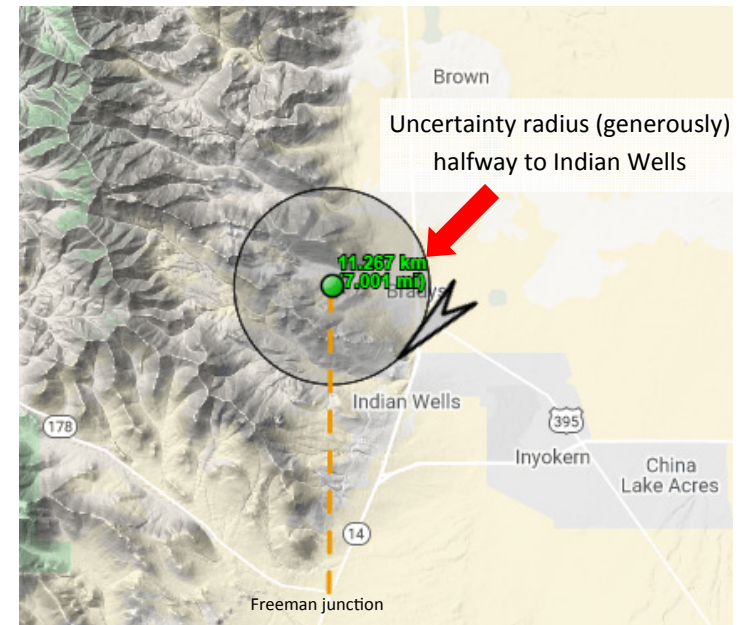 Brown
Uncertainty radius (generously)
halfway to Indian Wells
11.267 km
(7.001 mi)
Bradys
Indian Wells
178
395
Inyokern
China
Lake Acres
14
Freeman junction